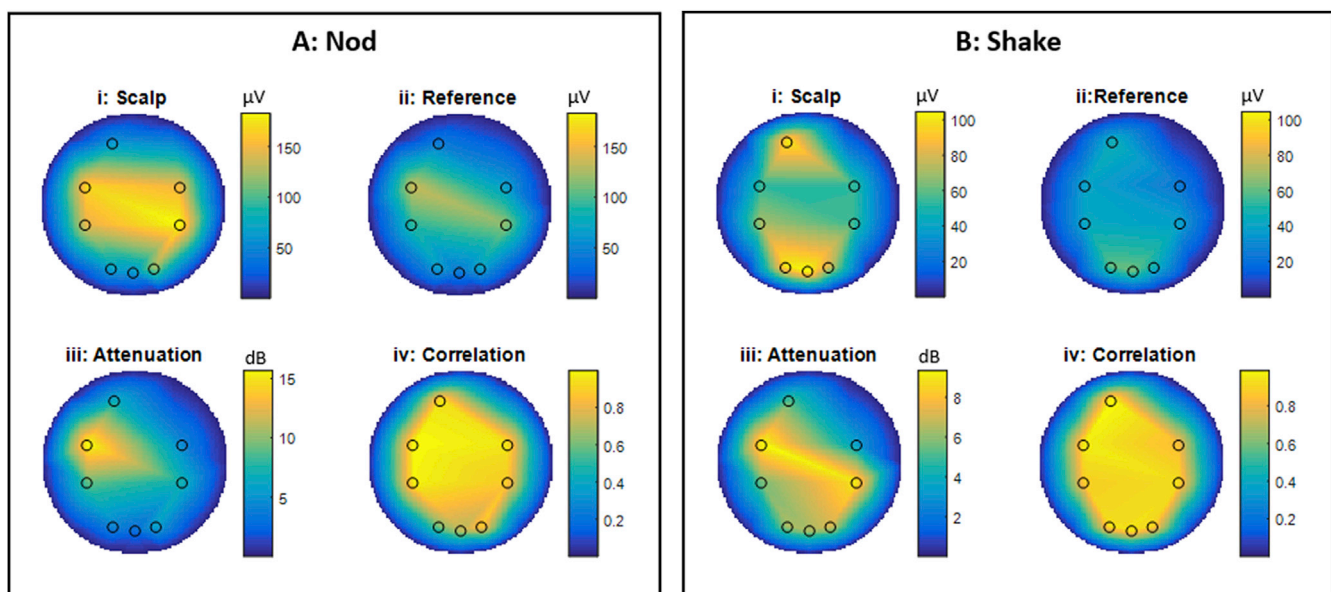 A: Nod
i: Scalp
µV
150
100
50
ii: Reference
µV
150
100
50
iii: Attenuation
dB
15
10
5
iv: Correlation
0.8
0.6
0.4
0.2
B: Shake
i: Scalp
µV
100
80
60
40
20
ii:Reference
µV
100
80
60
40
20
iii: Attenuation
dB
8
6
4
2
iv: Correlation
0.8
0.6
0.4
0.2